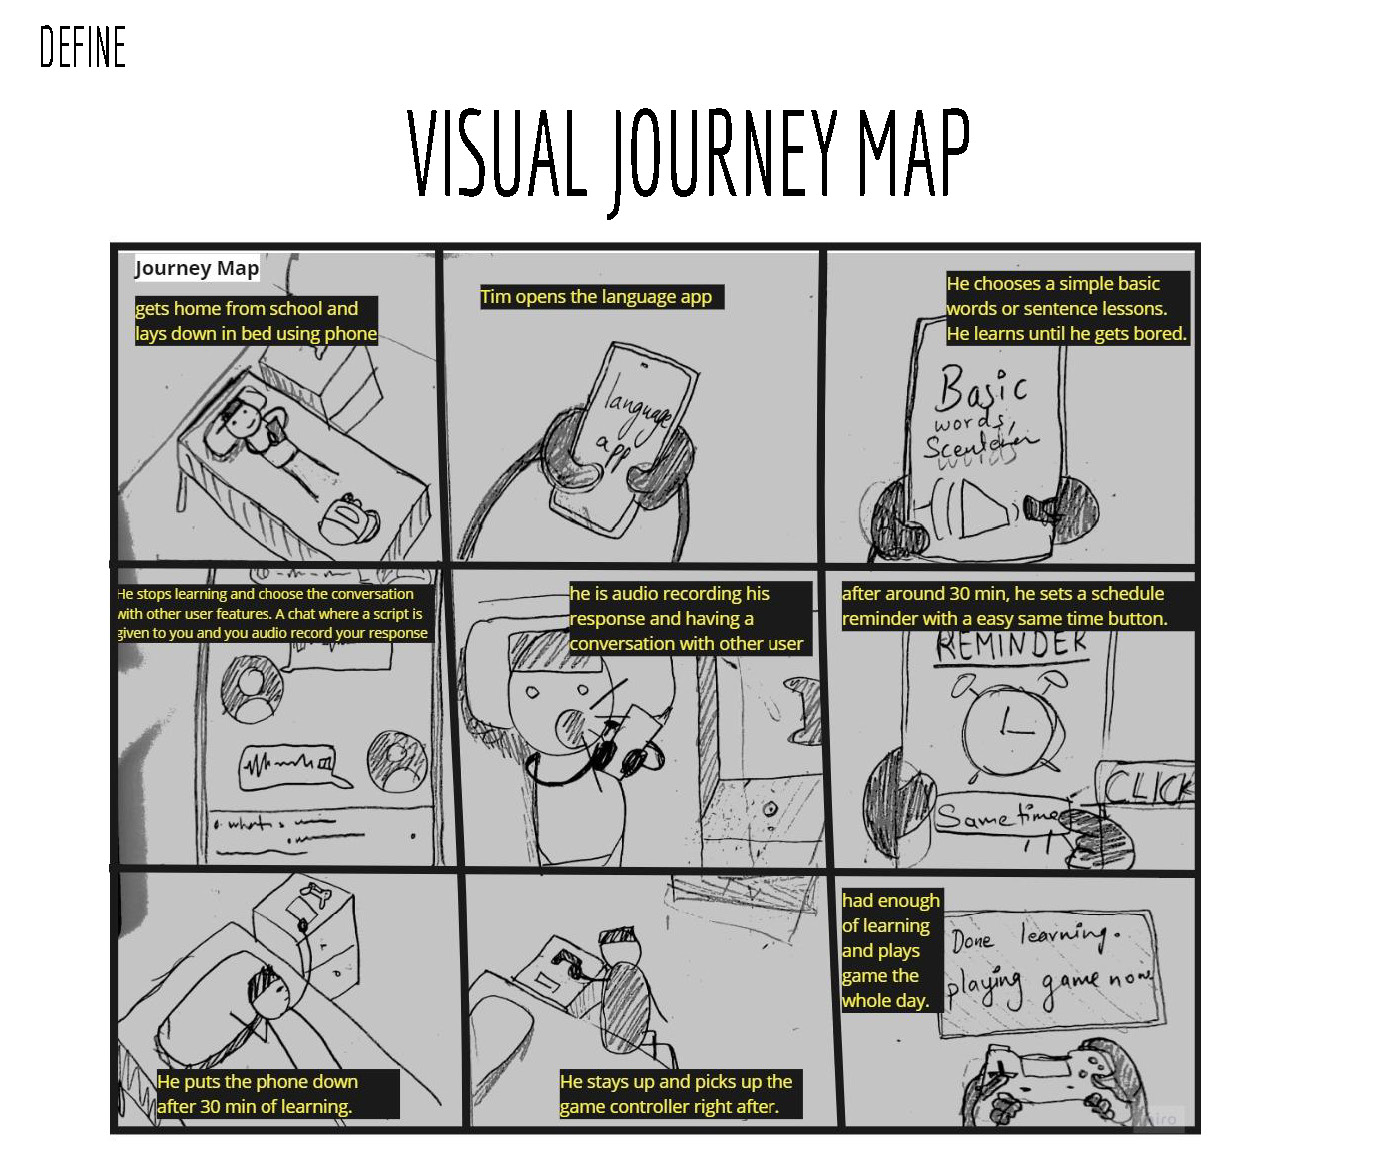 DEFINE
VISUAL JOURNEY MAP
Journey Map
gets home from school and
lays down in bed using phone
Tim opens the language app
language
app
He chooses a simple basic
words or sentence lessons.
He learns until he gets bored.
Basic
words,
He stops learning and choose the conversation
with other user features. A chat where a script is
given to you and you audio record your response
what
he is audio recording his
response and having a
conversation with other user
after around 30 min, he sets a schedule
reminder with a easy same time button.
REMINDER
CLICK
Same time
He puts the phone down
after 30 min of learning.
He stays up and picks up the
game controller right after.
had enough
of learning
and plays
game the
whole day.
Done learning.
playing game now
miro